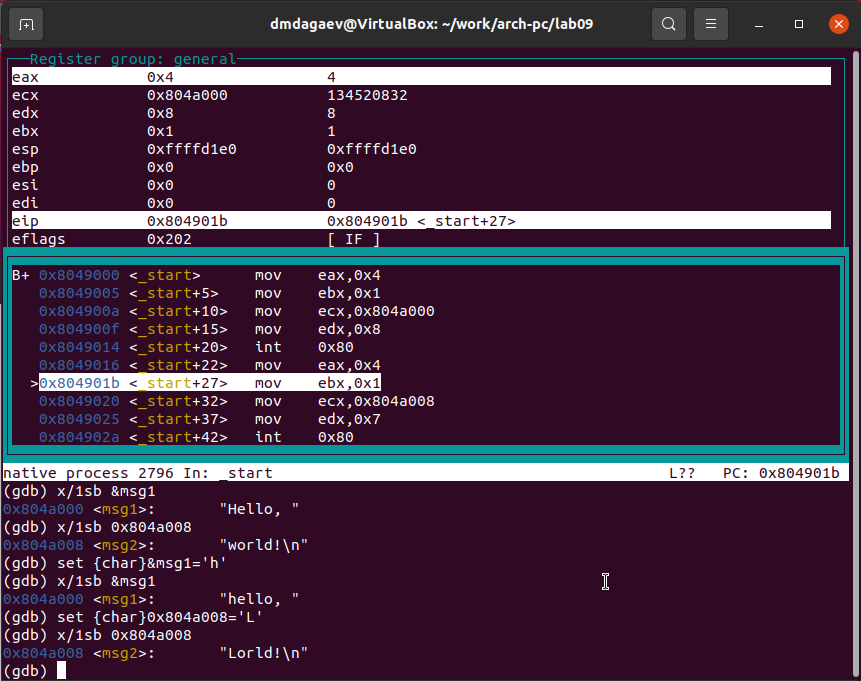 dmdagaev@VirtualBox: ~/work/arch-pc/lab09
Register group: general
eax 0x4 4
ecx 0x804a000 134520832
edx 0x8 8
ebx 0x1 1
esp 0xffffd1e0 0xffffd1e0
ebp 0x0 0x0
esi 0x0 0
edi 0x0 0
eip 0x804901b 0x804901b <_start+27>
eflags 0x202 [ IF ]
B+ 0x8049000 <_start> mov eax,0x4
0x8049005 <_start+5> mov ebx,0x1
0x804900a <_start+10> mov ecx,0x804a000
0x804900f <_start+15> mov edx,0x8
0x8049014 <_start+20> int 0x80
0x8049016 <_start+22> mov eax,0x4
>0x804901b <_start+27> mov ebx,0x1
0x8049020 <_start+32> mov ecx,0x804a008
0x8049025 <_start+37> mov edx,0x7
0x804902a <_start+42> int 0x80
native process 2796 In: _start L?? PC: 0x804901b
(gdb) x/1sb &msg1
0x804a000 <msg1>: "Hello, "
(gdb) x/1sb 0x804a008
0x804a008 <msg2>: "world!\n"
(gdb) set {char}&msg1='h'
(gdb) x/1sb &msg1
0x804a000 <msg1>: "hello, "
(gdb) set {char}0x804a008='L'
(gdb) x/1sb 0x804a008
0x804a008 <msg2>: "Lorld!\n"
(gdb)